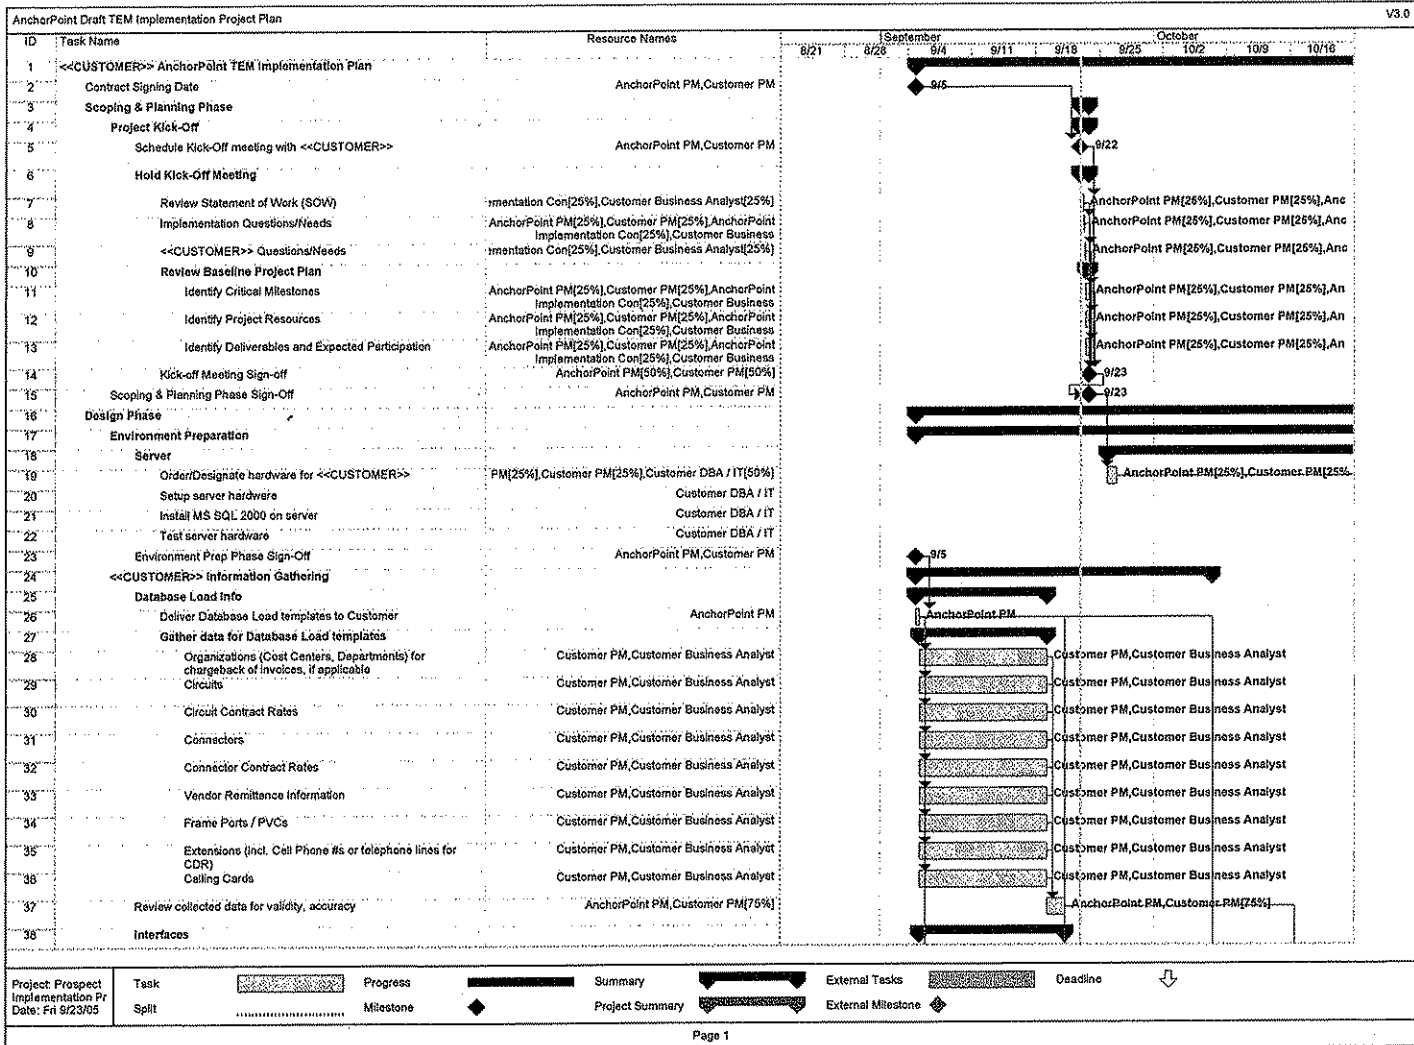 AnchorPoint Draft TEM Implementation Project Plan V3.0
ID Task Name Resource Names September October
8/21 8/28 9/4 9/11 9/18 9/25 10/2 10/9 10/16
1 <<CUSTOMER>> AnchorPoint TEM Implementation Plan
2 Contract Signing Date AnchorPoint PM,Customer PM 9/5
3 Scoping & Planning Phase
4 Project Kick-Off
5 Schedule Kick-Off meeting with <<CUSTOMER>> AnchorPoint PM,Customer PM 9/22
6 Hold Kick-Off Meeting
7 Review Statement of Work (SOW) mentation Con[25%],Customer Business Analyst[25%] AnchorPoint PM[25%],Customer PM[25%],Anc
8 Implementation Questions/Needs AnchorPoint PM[25%],Customer PM[25%],AnchorPoint AnchorPoint PM[25%],Customer PM[25%],Anc
Implementation Con[25%],Customer Business
9 <<CUSTOMER>> Questions/Needs mentation Con[25%],Customer Business Analyst[25%] AnchorPoint PM[25%],Customer PM[25%],Anc
10 Review Baseline Project Plan
11 Identify Critical Milestones AnchorPoint PM[25%],Customer PM[25%],AnchorPoint AnchorPoint PM[25%],Customer PM[25%],An
Implementation Con[25%],Customer Business
12 Identify Project Resources AnchorPoint PM[25%],Customer PM[25%],AnchorPoint AnchorPoint PM[25%],Customer PM[25%],An
Implementation Con[25%],Customer Business
13 Identify Deliverables and Expected Participation AnchorPoint PM[25%],Customer PM[25%],AnchorPoint AnchorPoint PM[25%],Customer PM[25%],An
Implementation Con[25%],Customer Business
14 Kick-off Meeting Sign-off AnchorPoint PM[50%],Customer PM[50%] 9/23
15 Scoping & Planning Phase Sign-Off AnchorPoint PM,Customer PM 9/23
16 Design Phase
17 Environment Preparation
18 Server
19 Order/Designate hardware for <<CUSTOMER>> PM[25%],Customer PM[25%],Customer DBA / IT[50%] AnchorPoint PM[25%],Customer PM[25%
20 Setup server hardware Customer DBA / IT
21 Install MS SQL 2000 on server Customer DBA / IT
22 Test server hardware Customer DBA / IT
23 Environment Prep Phase Sign-Off AnchorPoint PM,Customer PM 9/5
24 <<CUSTOMER>> Information Gathering
25 Database Load Info
26 Deliver Database Load templates to Customer AnchorPoint PM AnchorPoint PM
27 Gather data for Database Load templates
28 Organizations (Cost Centers, Departments) for Customer PM,Customer Business Analyst Customer PM,Customer Business Analyst
chargeback of invoices, if applicable
29 Circuits Customer PM,Customer Business Analyst Customer PM,Customer Business Analyst
30 Circuit Contract Rates Customer PM,Customer Business Analyst Customer PM,Customer Business Analyst
31 Connectors Customer PM,Customer Business Analyst Customer PM,Customer Business Analyst
32 Connector Contract Rates Customer PM,Customer Business Analyst Customer PM,Customer Business Analyst
33 Vendor Remittance Information Customer PM,Customer Business Analyst Customer PM,Customer Business Analyst
34 Frame Ports / PVCs Customer PM,Customer Business Analyst Customer PM,Customer Business Analyst
35 Extensions (incl. Cell Phone #s or telephone lines for Customer PM,Customer Business Analyst Customer PM,Customer Business Analyst
CDR)
36 Calling Cards Customer PM,Customer Business Analyst Customer PM,Customer Business Analyst
37 Review collected data for validity, accuracy AnchorPoint PM,Customer PM[75%] AnchorPoint PM,Customer PM[75%]
38 Interfaces
Project: Prospect
Implementation Pr
Date: Fri 9/23/05
Task Progress Summary External Tasks Deadline
Split Milestone Project Summary External Milestone
Page 1